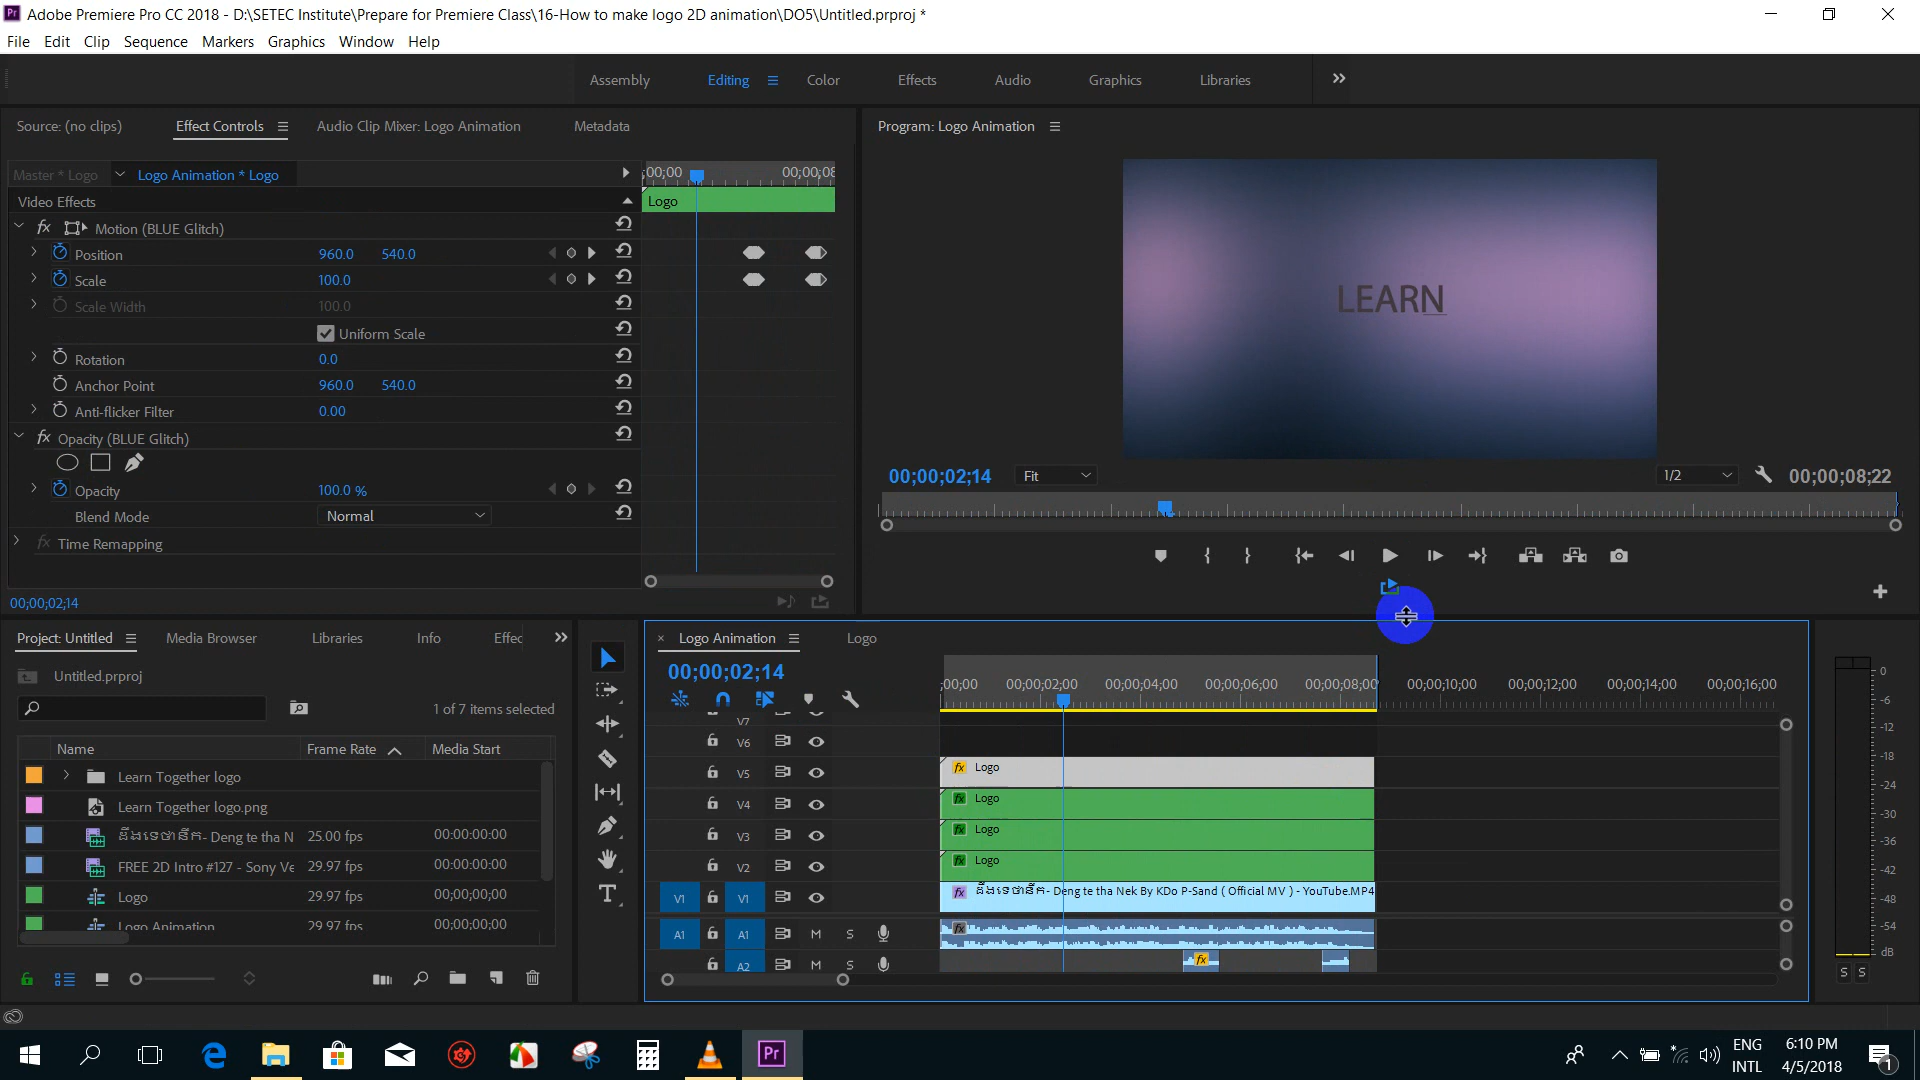 Adobe Premiere Pro CC 2018 - D:\SETEC Institute\Prepare for Premiere Class\16-How to make logo 2D animation\DO5\Untitled.prproj *
File Edit Clip Sequence Markers Graphics Window Help
Assembly Editing Color Effects Audio Graphics Libraries
Source: (no clips) Effect Controls Audio Clip Mixer: Logo Animation Metadata
Program: Logo Animation
Master * Logo Logo Animation * Logo
;00;00 00;00;08
Video Effects
Logo
Motion (BLUE Glitch)
Position 960.0 540.0
Scale 100.0
Scale Width 100.0
Uniform Scale
Rotation 0.0
Anchor Point 960.0 540.0
Anti-flicker Filter 0.00
Opacity (BLUE Glitch)
Opacity 100.0 %
Blend Mode Normal
Time Remapping
00;00;02;14
LEARN
00;00;02;14 Fit 1/2 00;00;08;22
Project: Untitled Media Browser Libraries Info Effec
Untitled.prproj
1 of 7 items selected
Name Frame Rate Media Start
Learn Together logo
Learn Together logo.png
ដឹងទេថានឹក- Deng te tha N 25.00 fps 00:00:00:00
FREE 2D Intro #127 - Sony Ve 29.97 fps 00:00:00:00
Logo 29.97 fps 00;00;00;00
Logo Animation 29.97 fps 00;00;00;00
Logo Animation Logo
00;00;02;14
;00;00 00;00;02;00 00;00;04;00 00;00;06;00 00;00;08;00 00;00;10;00 00;00;12;00 00;00;14;00 00;00;16;00
V7
V6
V5 Logo
V4 Logo
V3 Logo
V2 Logo
V1 V1 ដឹងទេថានឹក- Deng te tha Nek By KDo P-Sand ( Official MV ) - YouTube.MP4
A1 A1 M S
A2 M S
0
-6
-12
-18
-24
-30
-36
-42
-48
-54
dB
S S
ENG
INTL
6:10 PM
4/5/2018
1